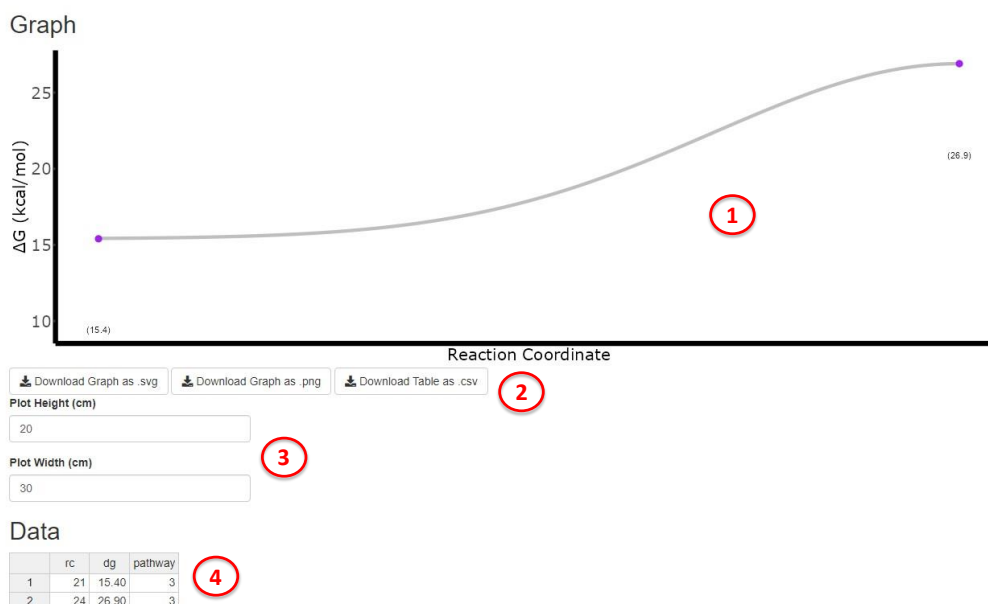 Graph
25
20
15
10
ΔG (kcal/mol)
(26.9)
(15.4)
1
Reaction Coordinate
Download Graph as .svg Download Graph as .png Download Table as .csv
2
Plot Height (cm)
20
3
Plot Width (cm)
30
Data
rc dg pathway
1 21 15.40 3
4
2 24 26.90 3